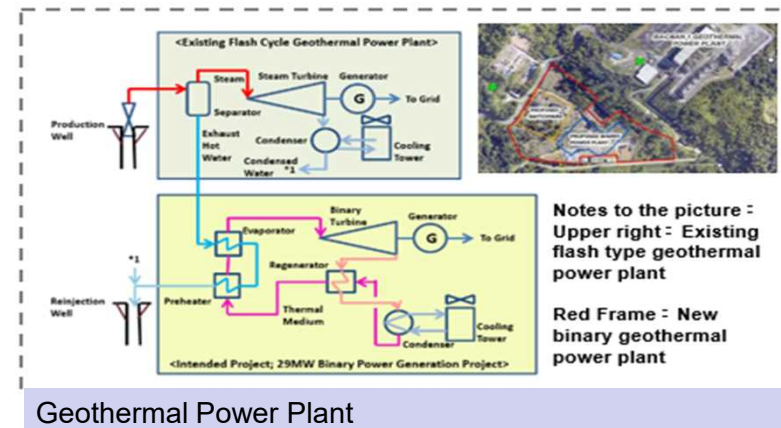 <Existing Flash Cycle Geothermal Power Plant>
Steam
Steam Turbine
Generator
G
To Grid
Separator
Production
Well
Exhaust
Hot
Water
Condenser
Cooling
Tower
Condensed
Water *1
Binary
Turbine
Generator
Evaporator
G
To Grid
*1
Regenerator
Reinjection
Well
Preheater
Thermal
Medium
Condenser
Cooling
Tower
<Intended Project; 29MW Binary Power Generation Project>
POWER PLANT
Notes to the picture：
Upper right：Existing
flash type geothermal
power plant
Red Frame：New
binary geothermal
power plant
Geothermal Power Plant